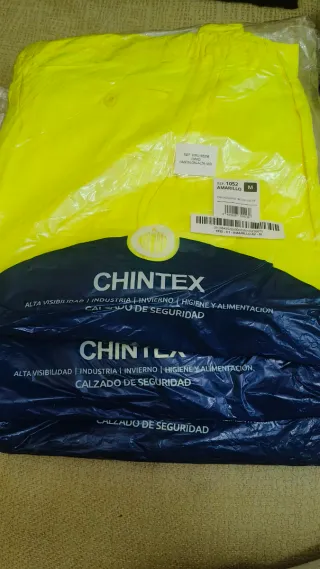 REF. 1052
AMARILLO M
CHINTEX
ALTA VISIBILIDAD | INDUSTRIA | INVIERNO | HIGIENE Y ALIMENTACIÓN
CALZADO DE SEGURIDAD
CHINTEX
ALTA VISIBILIDAD | INDUSTRIA | INVIERNO | HIGIENE Y ALIMENTACIÓN
CALZADO DE SEGURIDAD
CALZADO DE SEGURIDAD